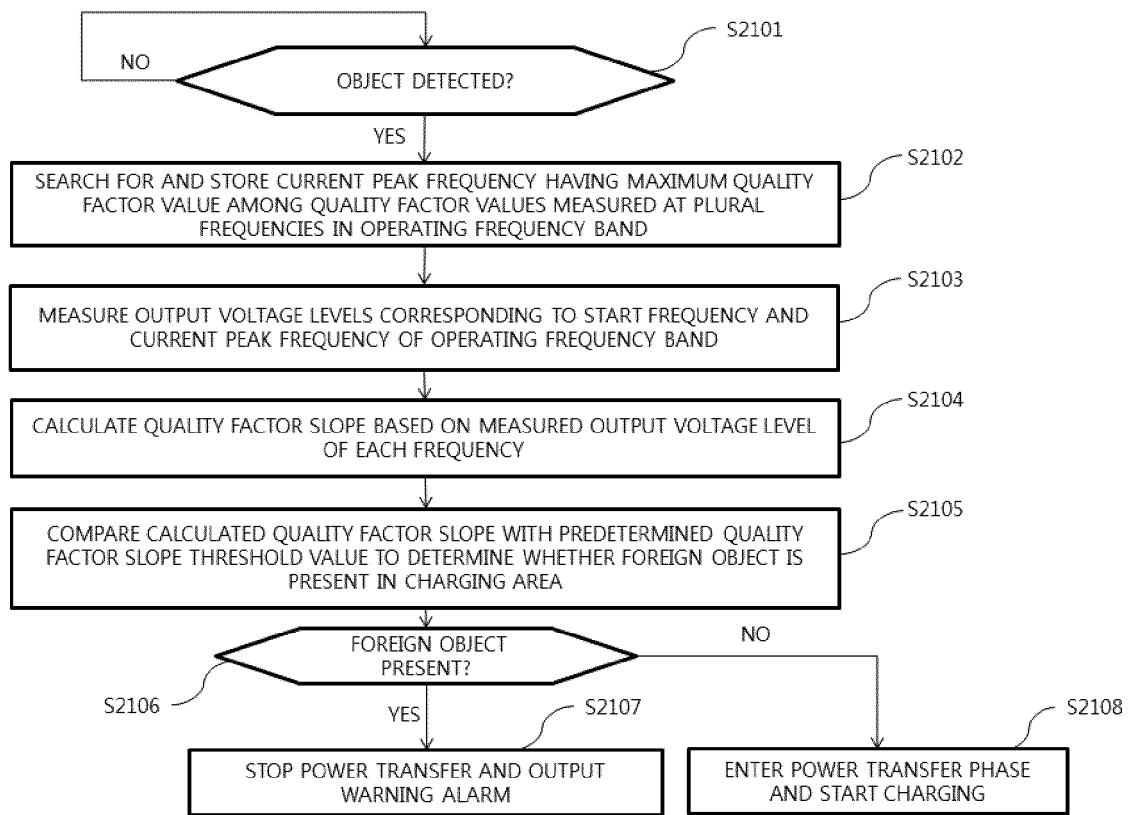 S2101
NO
OBJECT DETECTED?
YES
S2102
SEARCH FOR AND STORE CURRENT PEAK FREQUENCY HAVING MAXIMUM QUALITY
FACTOR VALUE AMONG QUALITY FACTOR VALUES MEASURED AT PLURAL
FREQUENCIES IN OPERATING FREQUENCY BAND
S2103
MEASURE OUTPUT VOLTAGE LEVELS CORRESPONDING TO START FREQUENCY AND
CURRENT PEAK FREQUENCY OF OPERATING FREQUENCY BAND
S2104
CALCULATE QUALITY FACTOR SLOPE BASED ON MEASURED OUTPUT VOLTAGE LEVEL
OF EACH FREQUENCY
S2105
COMPARE CALCULATED QUALITY FACTOR SLOPE WITH PREDETERMINED QUALITY
FACTOR SLOPE THRESHOLD VALUE TO DETERMINE WHETHER FOREIGN OBJECT IS
PRESENT IN CHARGING AREA
FOREIGN OBJECT
PRESENT?
NO
S2106
YES
S2107
S2108
STOP POWER TRANSFER AND OUTPUT
WARNING ALARM
ENTER POWER TRANSFER PHASE
AND START CHARGING